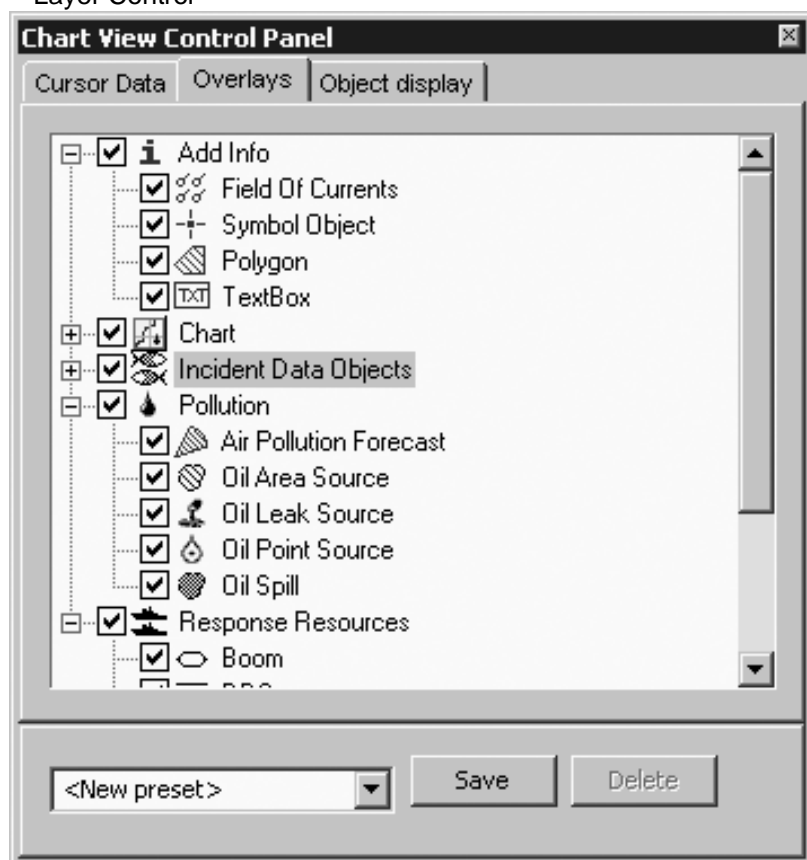 Layer Control
Chart View Control Panel
Cursor Data Overlays Object display
i Add Info
Field Of Currents
Symbol Object
Polygon
TXT TextBox
Chart
Incident Data Objects
Pollution
Air Pollution Forecast
Oil Area Source
Oil Leak Source
Oil Point Source
Oil Spill
Response Resources
Boom
<New preset> Save Delete